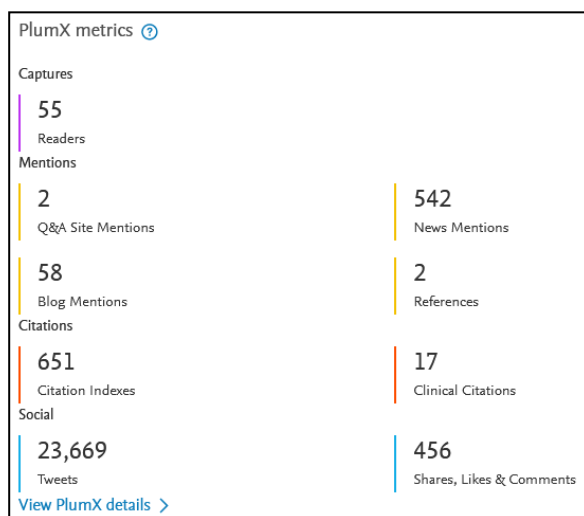 PlumX metrics ?
Captures
55
Readers
Mentions
2
Q&A Site Mentions
542
News Mentions
58
Blog Mentions
2
References
Citations
651
Citation Indexes
17
Clinical Citations
Social
23,669
Tweets
456
Shares, Likes & Comments
View PlumX details >